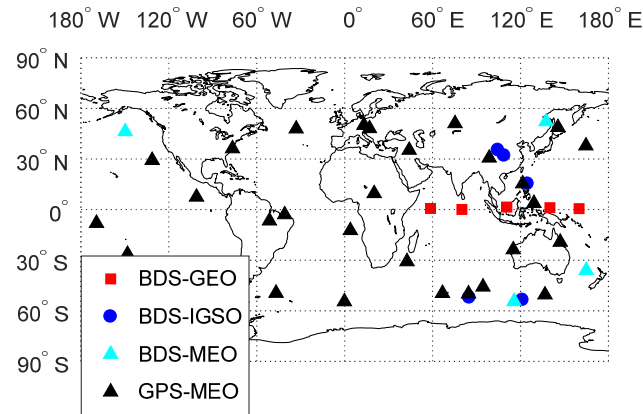 180° W 120° W 60° W 0° 60° E 120° E 180° E
90° N
60° N
30° N
0°
30° S
60° S
90° S
BDS-GEO
BDS-IGSO
BDS-MEO
GPS-MEO